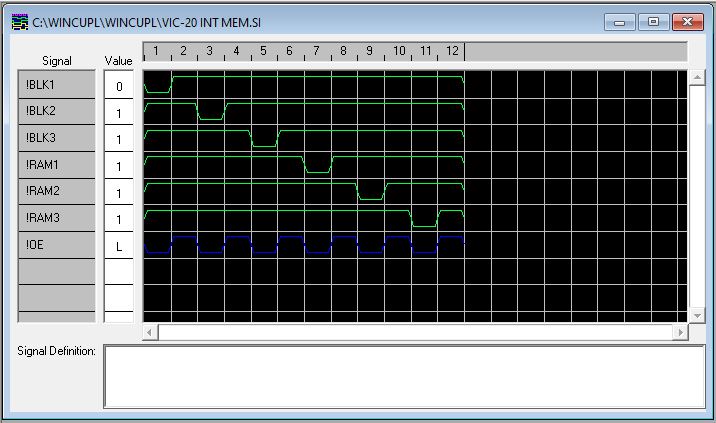 C:\WINCUPL\WINCUPL\VIC-20 INT MEM.SI
Signal Value 1 2 3 4 5 6 7 8 9 10 11 12
!BLK1 0
!BLK2 1
!BLK3 1
!RAM1 1
!RAM2 1
!RAM3 1
!OE L
Signal Definition: